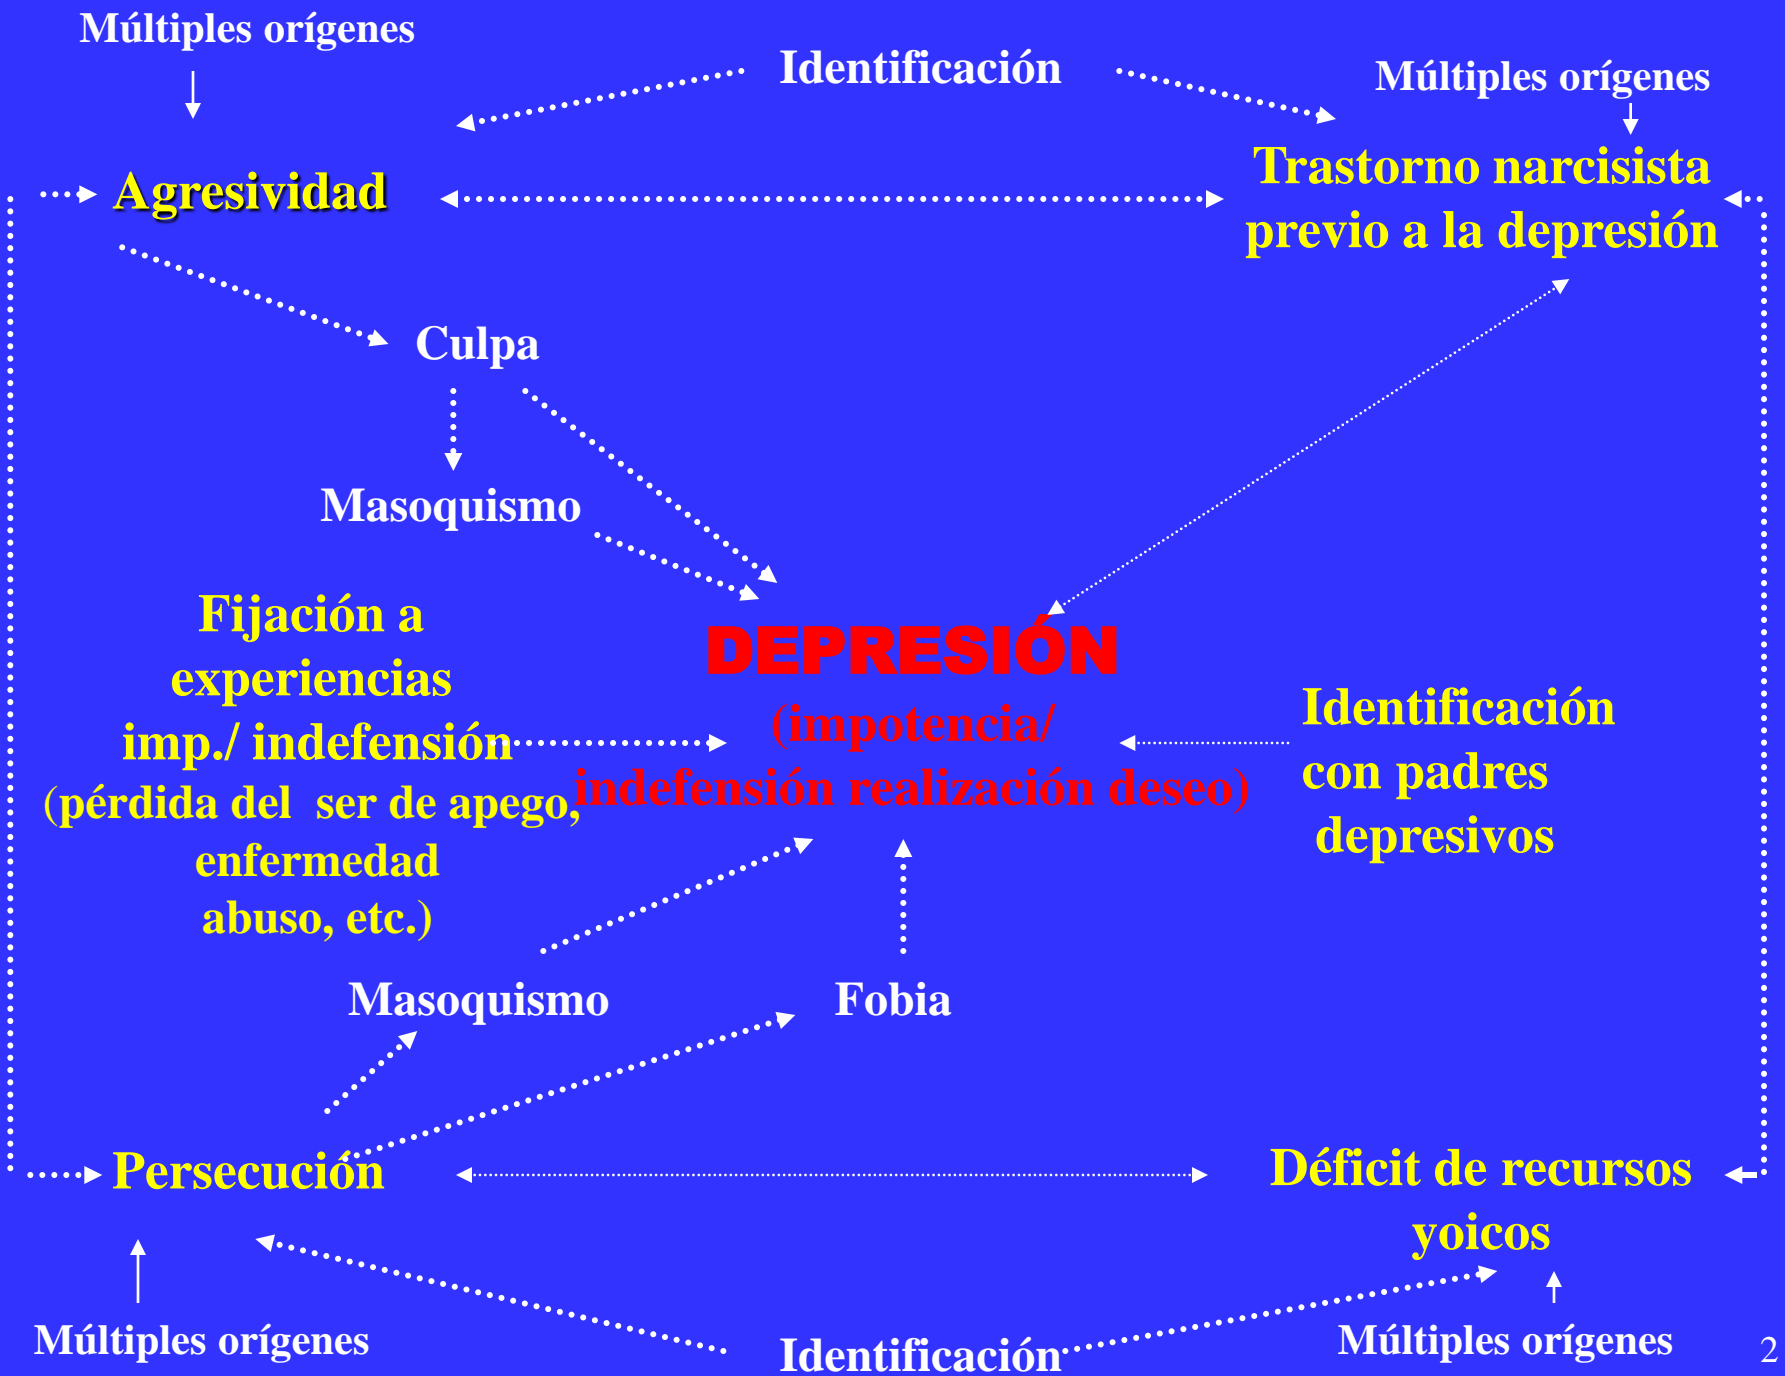 Múltiples orígenes
Identificación
Múltiples orígenes
Agresividad
Trastorno narcisista
previo a la depresión
Culpa
Masoquismo
Fijación a
experiencias
imp./ indefensión
(pérdida del ser de apego,
enfermedad
abuso, etc.)
DEPRESIÓN
(impotencia/
indefensión realización deseo)
Identificación
con padres
depresivos
Masoquismo
Fobia
Persecución
Déficit de recursos
yoicos
Múltiples orígenes
Identificación
Múltiples orígenes
2